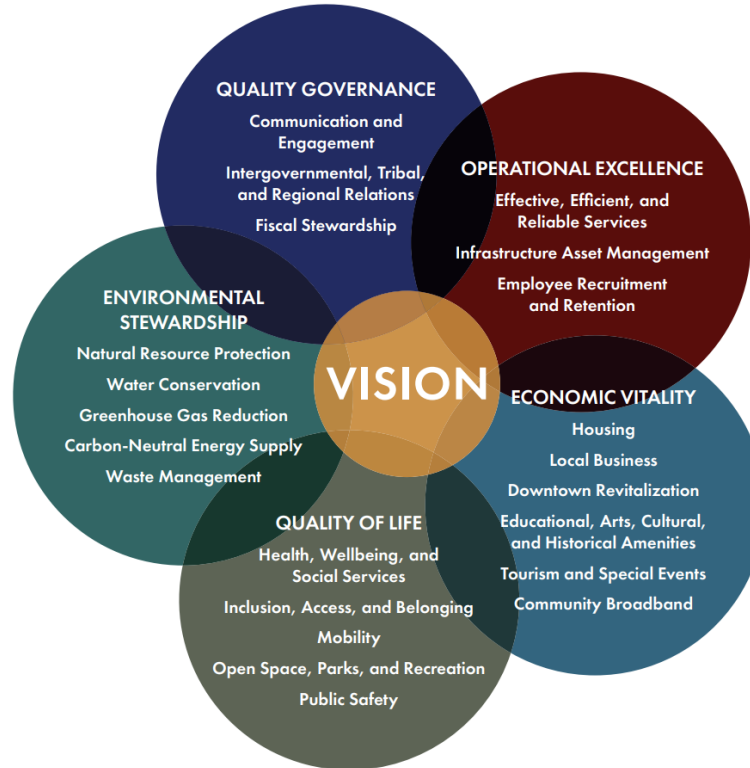 QUALITY GOVERNANCE
Communication and
Engagement
Intergovernmental, Tribal,
and Regional Relations
Fiscal Stewardship
OPERATIONAL EXCELLENCE
Effective, Efficient, and
Reliable Services
Infrastructure Asset Management
Employee Recruitment
and Retention
ENVIRONMENTAL
STEWARDSHIP
Natural Resource Protection
Water Conservation
Greenhouse Gas Reduction
Carbon-Neutral Energy Supply
Waste Management
VISION
ECONOMIC VITALITY
Housing
Local Business
Downtown Revitalization
Educational, Arts, Cultural,
and Historical Amenities
Tourism and Special Events
Community Broadband
QUALITY OF LIFE
Health, Wellbeing, and
Social Services
Inclusion, Access, and Belonging
Mobility
Open Space, Parks, and Recreation
Public Safety